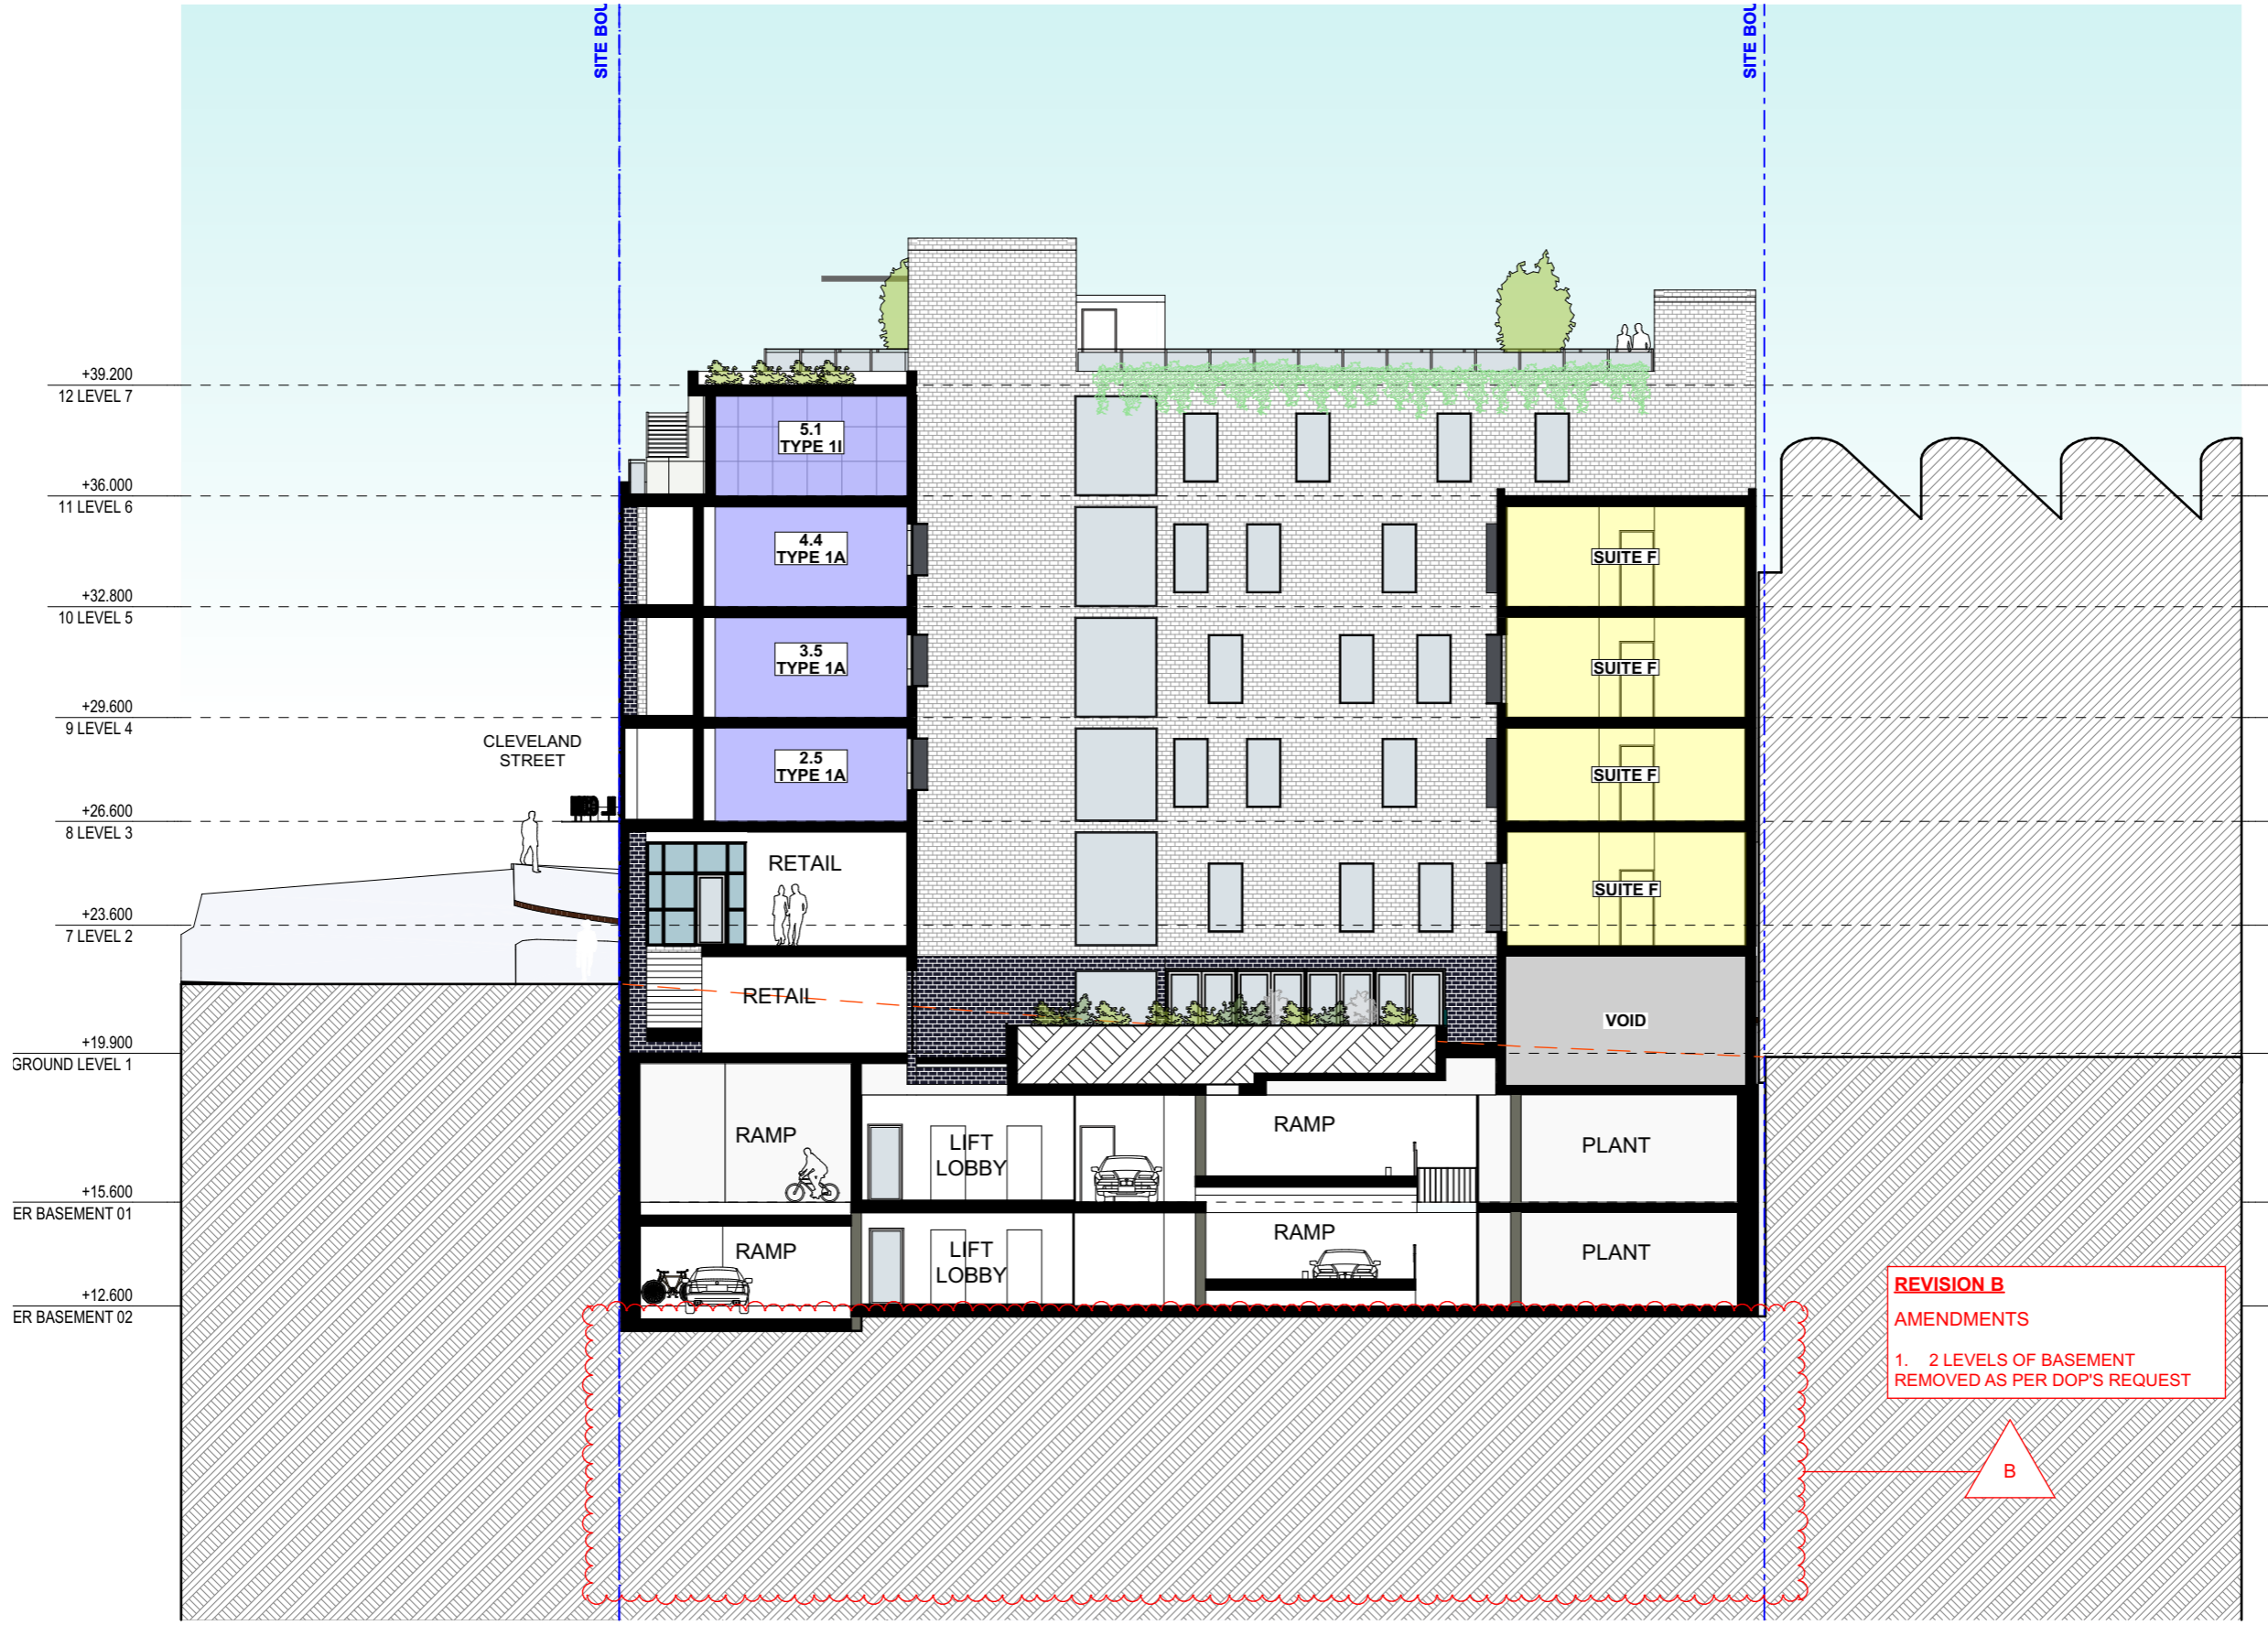 SITE BOU
SITE BOU
+39.200
12 LEVEL 7
5.1
TYPE 1I
+36.000
11 LEVEL 6
4.4
TYPE 1A
SUITE F
+32.800
10 LEVEL 5
3.5
TYPE 1A
SUITE F
+29.600
9 LEVEL 4
CLEVELAND
STREET
2.5
TYPE 1A
SUITE F
+26.600
8 LEVEL 3
RETAIL
SUITE F
+23.600
7 LEVEL 2
RETAIL
VOID
+19.900
GROUND LEVEL 1
RAMP
LIFT
LOBBY
RAMP
PLANT
+15.600
ER BASEMENT 01
RAMP
LIFT
LOBBY
RAMP
PLANT
+12.600
ER BASEMENT 02
REVISION B
AMENDMENTS
1. 2 LEVELS OF BASEMENT
REMOVED AS PER DOP'S REQUEST
B